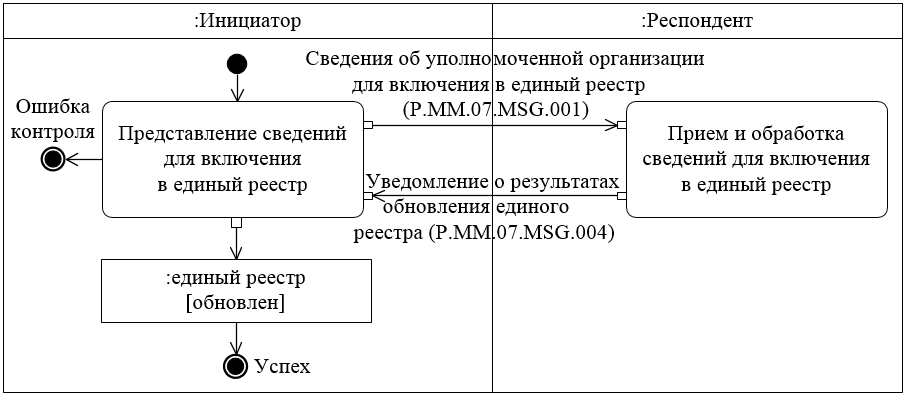 :Инициатор
:Респондент
Сведения об уполномоченной организации
для включения в единый реестр
(P.MM.07.MSG.001)
Ошибка
контроля
Представление сведений
для включения
в единый реестр
Прием и обработка
сведений для включения
в единый реестр
Уведомление о результатах
обновления единого
реестра (P.MM.07.MSG.004)
:единый реестр
[обновлен]
Успех